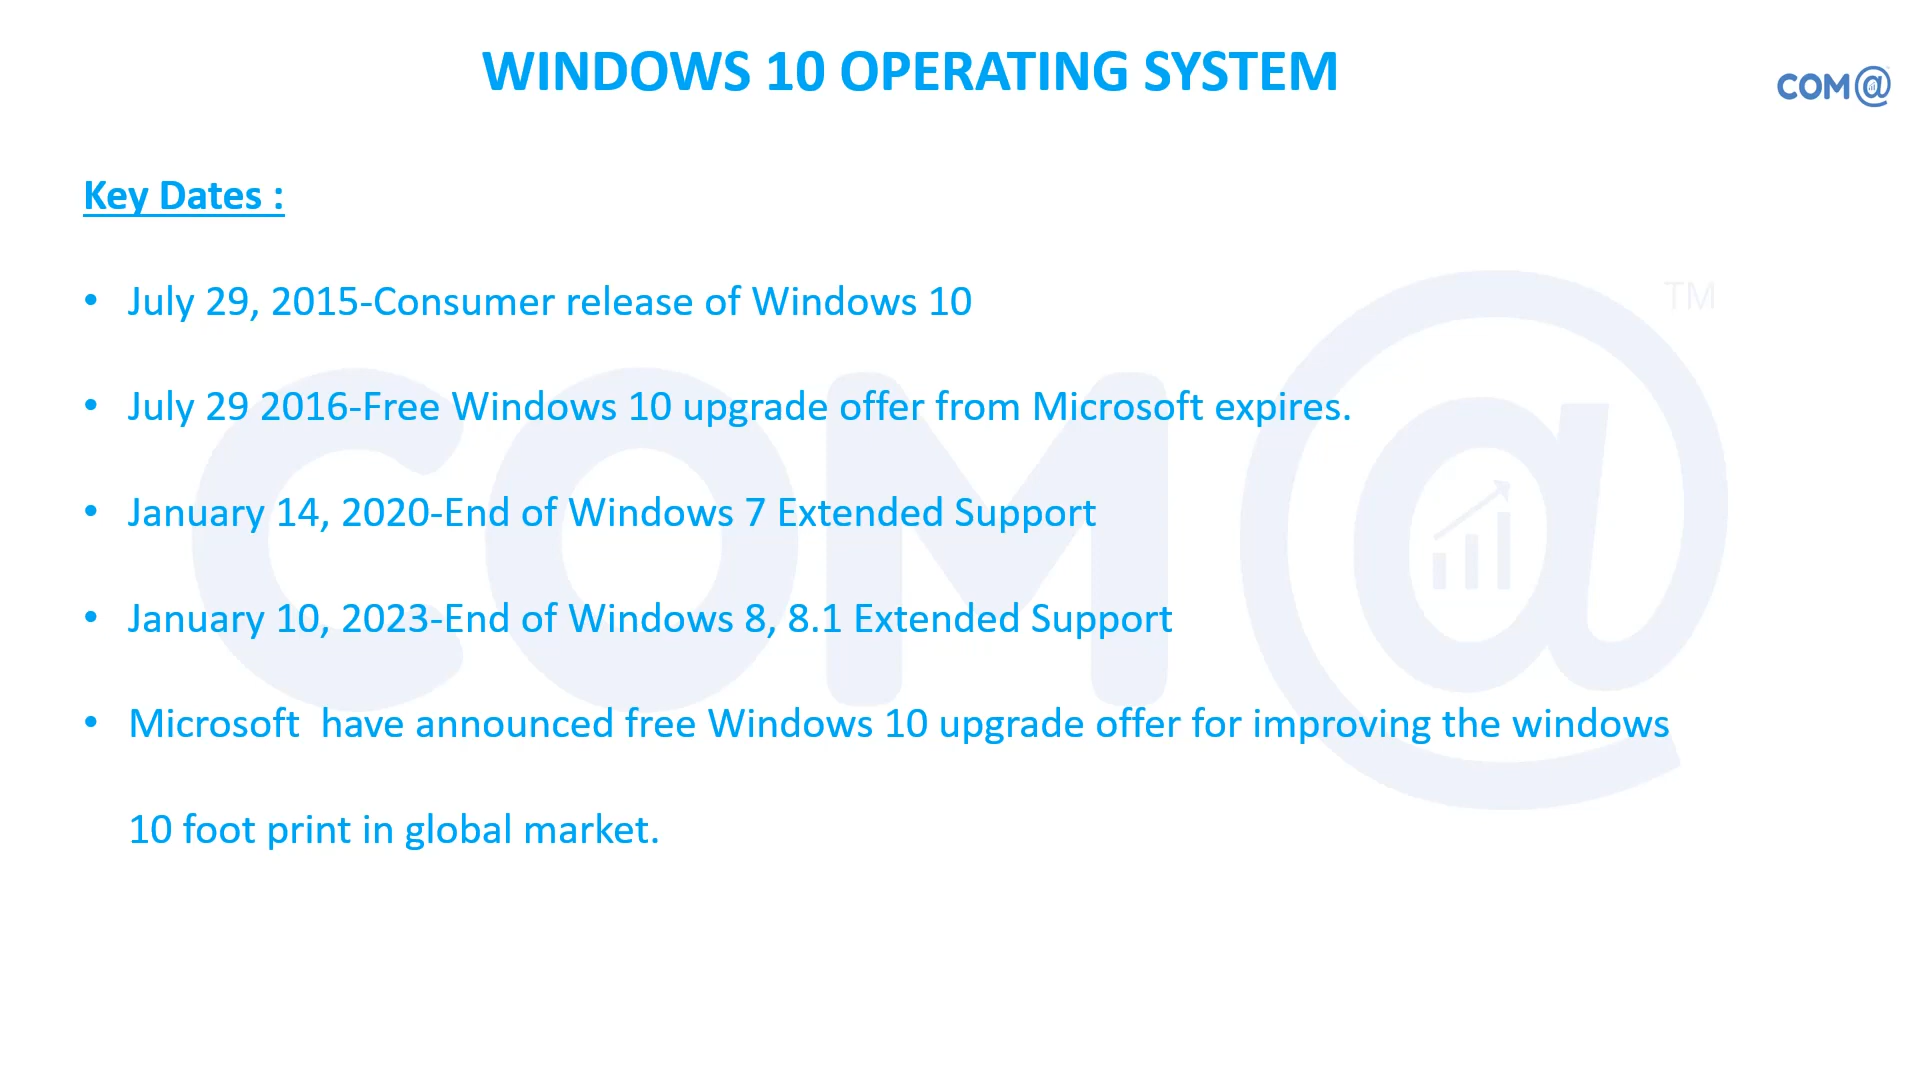 WINDOWS 10 OPERATING SYSTEM
COM@
Key Dates :
• July 29, 2015-Consumer release of Windows 10
• July 29 2016-Free Windows 10 upgrade offer from Microsoft expires.
• January 14, 2020-End of Windows 7 Extended Support
• January 10, 2023-End of Windows 8, 8.1 Extended Support
• Microsoft  have announced free Windows 10 upgrade offer for improving the windows
10 foot print in global market.
COM@ TM